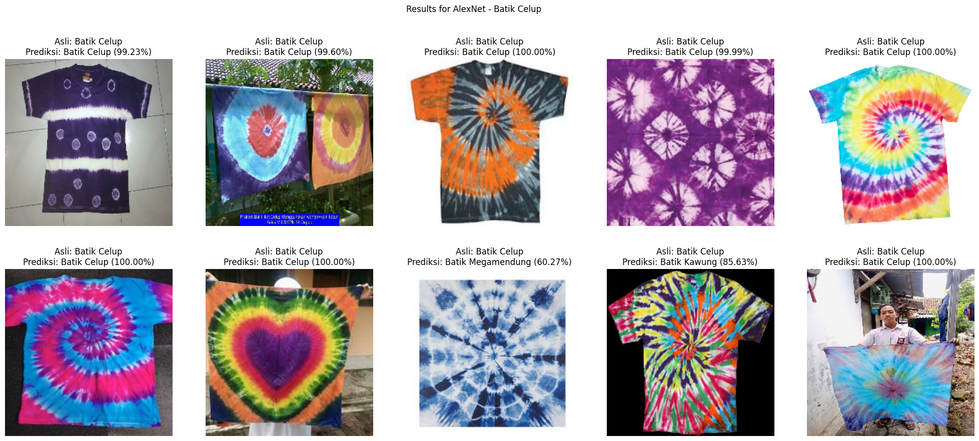 Results for AlexNet - Batik Celup
Asli: Batik Celup
Prediksi: Batik Celup (99.23%)
Asli: Batik Celup
Prediksi: Batik Celup (99.60%)
Asli: Batik Celup
Prediksi: Batik Celup (100.00%)
Asli: Batik Celup
Prediksi: Batik Celup (99.99%)
Asli: Batik Celup
Prediksi: Batik Celup (100.00%)
Asli: Batik Celup
Prediksi: Batik Celup (100.00%)
Asli: Batik Celup
Prediksi: Batik Celup (100.00%)
Asli: Batik Celup
Prediksi: Batik Megamendung (60.27%)
Asli: Batik Celup
Prediksi: Batik Kawung (85.63%)
Asli: Batik Celup
Prediksi: Batik Celup (100.00%)